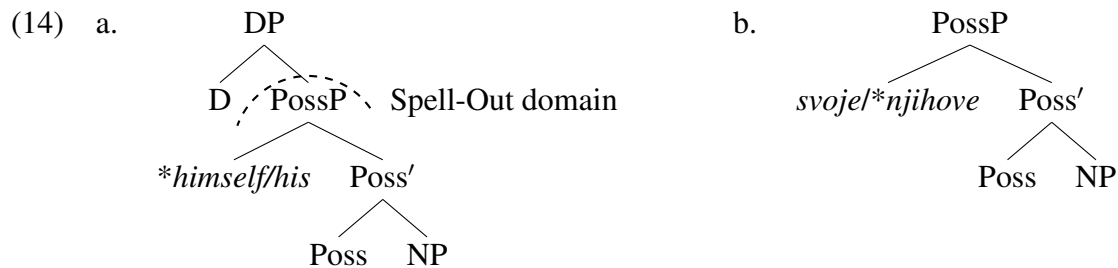 (14) a. DP b. PossP
D PossP Spell-Out domain svoje/*njihove Poss′
*himself/his Poss′ Poss NP
Poss NP